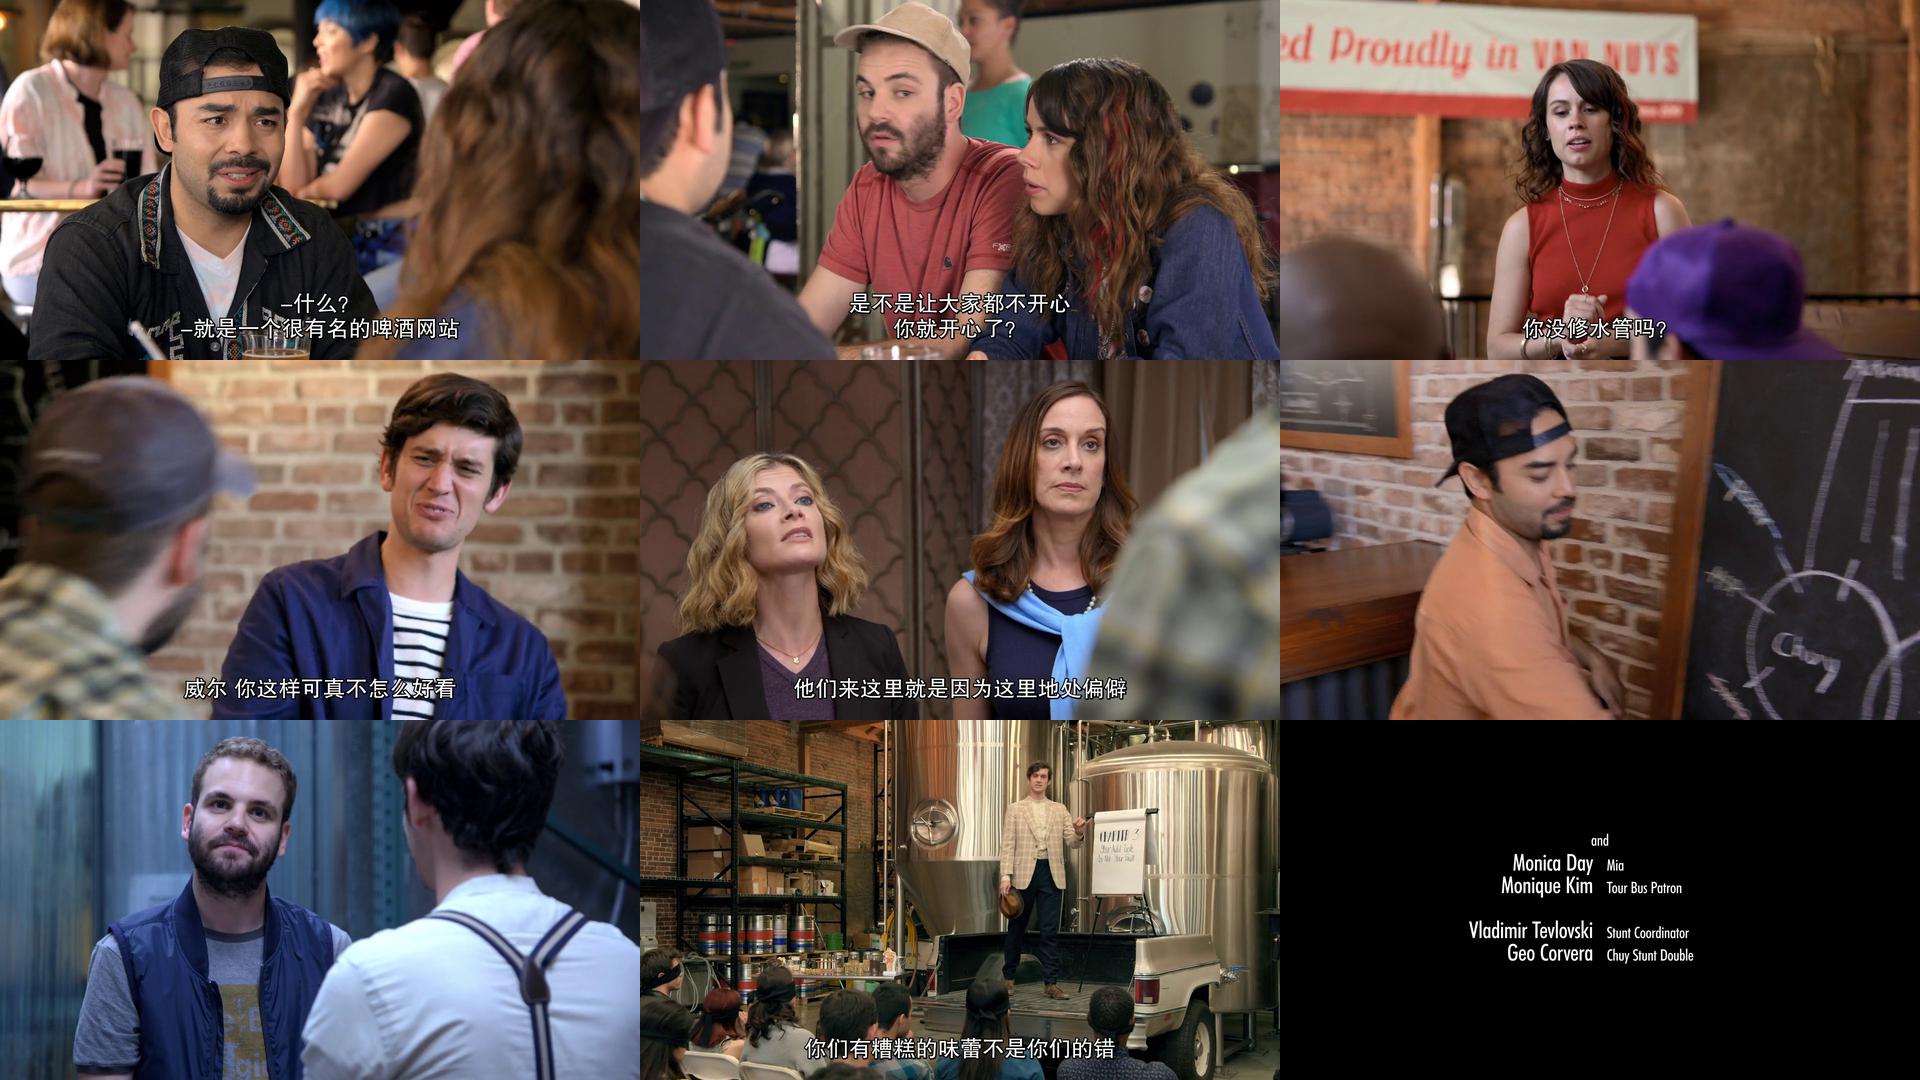 -什么?
-就是一个很有名的啤酒网站
是不是让大家都不开心
你就开心了?
ed Proudly in VAN NUYS
你没修水管吗?
威尔 你这样可真不怎么好看
他们来这里就是因为这里地处偏僻
Chuy
CHAPTER 3
你们有糟糕的味蕾不是你们的错
and
Monica Day Mia
Monique Kim Tour Bus Patron
Vladimir Tevlovski Stunt Coordinator
Geo Corvera Chuy Stunt Double